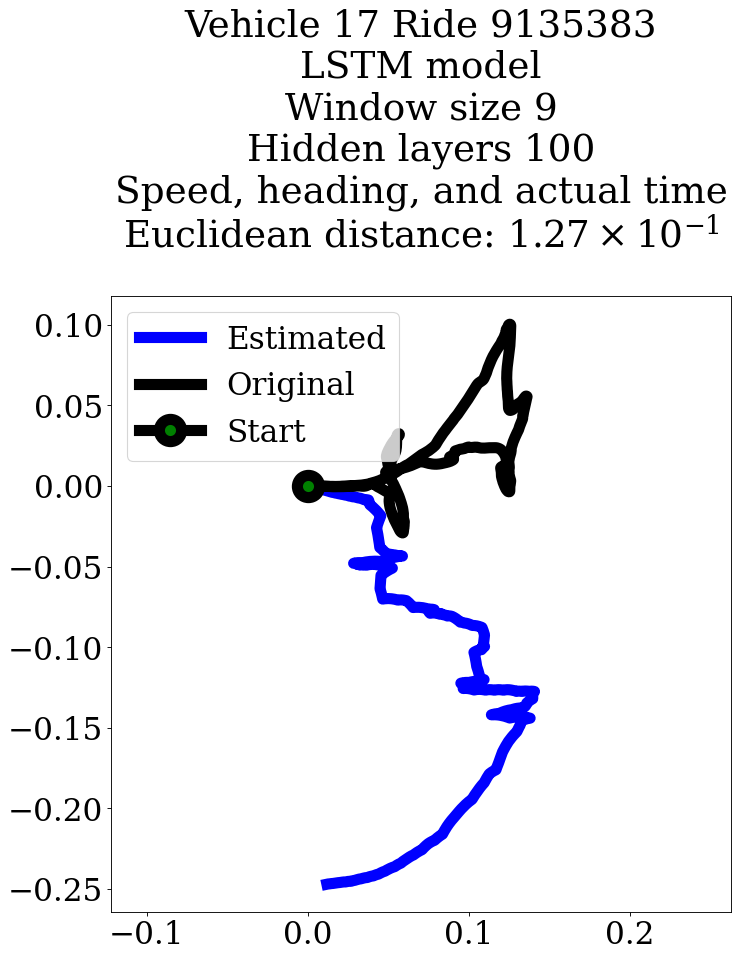 Vehicle 17 Ride 9135383
LSTM model
Window size 9
Hidden layers 100
Speed, heading, and actual time
Euclidean distance: 1.27 × 10⁻¹
Estimated
Original
Start
0.10
0.05
0.00
−0.05
−0.10
−0.15
−0.20
−0.25
−0.1 0.0 0.1 0.2